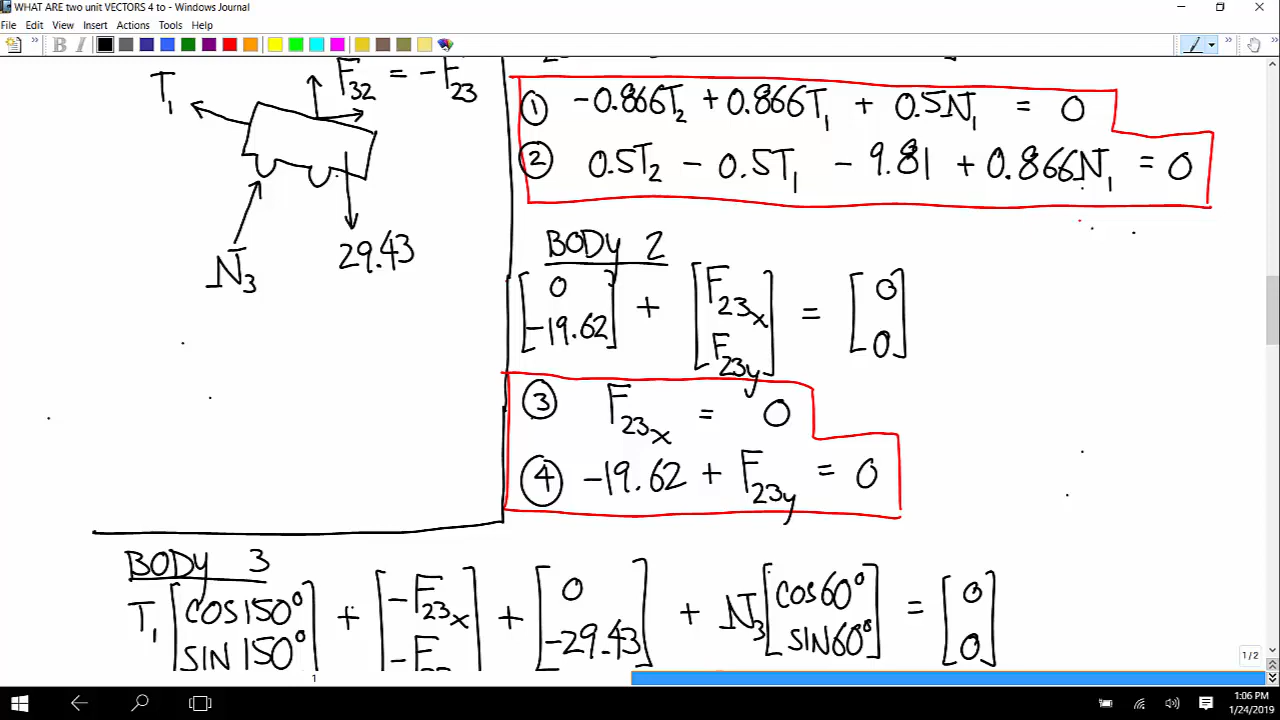 WHAT ARE two unit VECTORS 4 to - Windows Journal
File Edit View Insert Actions Tools Help
B I
T₁
F₃₂ = -F₂₃
N₃
29.43
① -0.866T₂ + 0.866T₁ + 0.5N₁ = 0
② 0.5T₂ - 0.5T₁ - 9.81 + 0.866N₁ = 0
BODY 2
[0 -19.62] + [F₂₃ₓ F₂₃y] = [0 0]
③ F₂₃ₓ = 0
④ -19.62 + F₂₃y = 0
BODY 3
T₁ [COS150° SIN 150°] + [-F₂₃ₓ -F₂₃] + [0 -29.43] + N₃ [COS60° SIN60°] = [0 0]
1
1/2
1:06 PM
1/24/2019